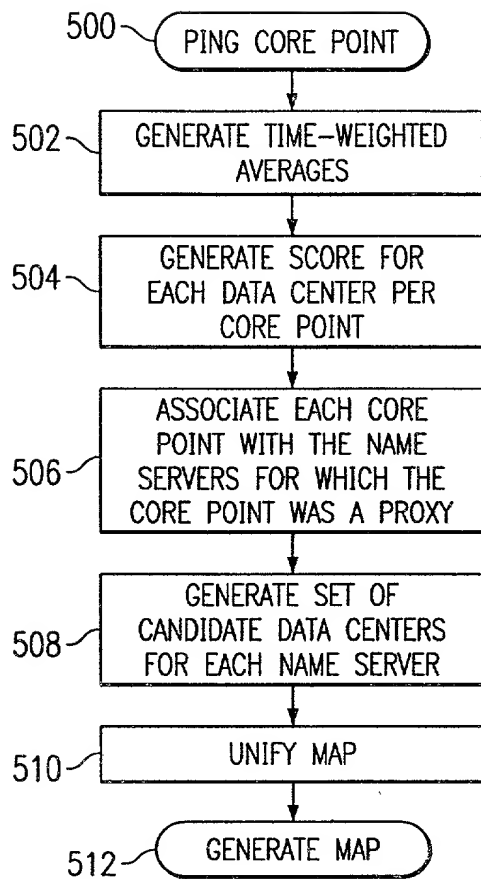 500
PING CORE POINT
502
GENERATE TIME-WEIGHTED
AVERAGES
504
GENERATE SCORE FOR
EACH DATA CENTER PER
CORE POINT
506
ASSOCIATE EACH CORE
POINT WITH THE NAME
SERVERS FOR WHICH THE
CORE POINT WAS A PROXY
508
GENERATE SET OF
CANDIDATE DATA CENTERS
FOR EACH NAME SERVER
510
UNIFY MAP
512
GENERATE MAP